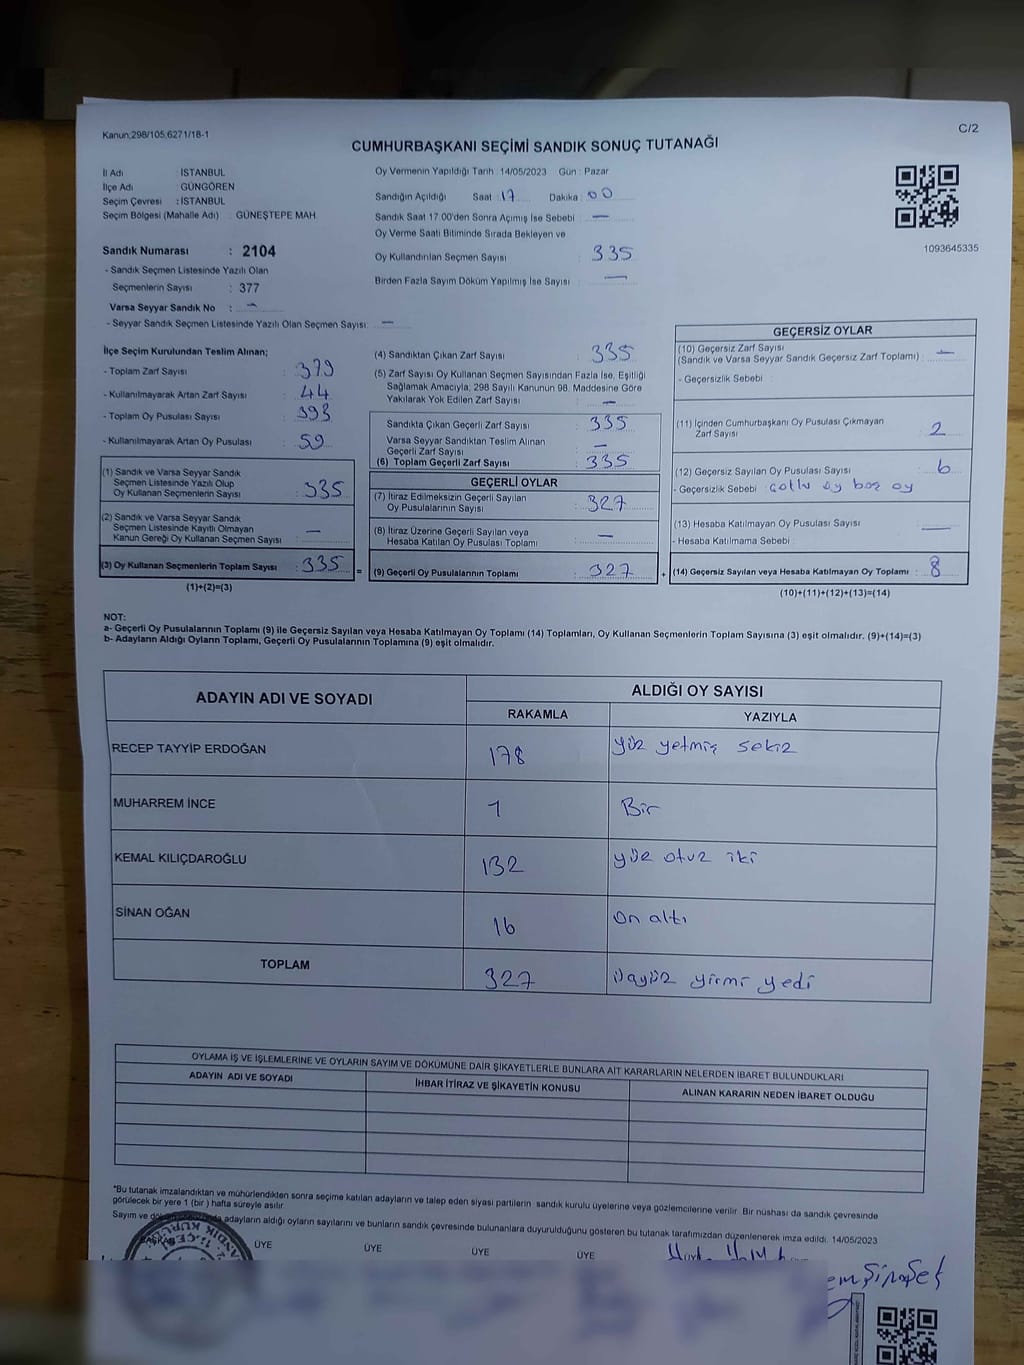 Kanun;298/105;6271/18-1
C/2
CUMHURBAŞKANI SEÇİMİ SANDIK SONUÇ TUTANAĞI
İl Adı : İSTANBUL
İlçe Adı : GÜNGÖREN
Seçim Çevresi : İSTANBUL
Seçim Bölgesi (Mahalle Adı) : GÜNEŞTEPE MAH.
Sandık Numarası : 2104
- Sandık Seçmen Listesinde Yazılı Olan
Seçmenlerin Sayısı : 377
Varsa Seyyar Sandık No : —
- Seyyar Sandık Seçmen Listesinde Yazılı Olan Seçmen Sayısı: —
Oy Vermenin Yapıldığı Tarih :14/05/2023 Gün : Pazar
Sandığın Açıldığı Saat : 17 Dakika : 00
Sandık Saat 17.00'den Sonra Açımış İse Sebebi : —
Oy Verme Saati Bitiminde Sırada Bekleyen ve
Oy Kullandırılan Seçmen Sayısı : 335
Birden Fazla Sayım Döküm Yapılmış İse Sayısı : —
1093645335
İlçe Seçim Kurulundan Teslim Alınan;
- Toplam Zarf Sayısı : 379
- Kullanılmayarak Artan Zarf Sayısı : 44
- Toplam Oy Pusulası Sayısı : 393
- Kullanılmayarak Artan Oy Pusulası : 59
(1) Sandık ve Varsa Seyyar Sandık
Seçmen Listesinde Yazılı Olup
Oy Kullanan Seçmenlerin Sayısı : 335
(2) Sandık ve Varsa Seyyar Sandık
Seçmen Listesinde Kayıtlı Olmayan
Kanun Gereği Oy Kullanan Seçmen Sayısı : —
(3) Oy Kullanan Seçmenlerin Toplam Sayısı : 335 =
(1)+(2)=(3)
(4) Sandıktan Çıkan Zarf Sayısı : 335
(5) Zarf Sayısı Oy Kullanan Seçmen Sayısından Fazla İse, Eşitliği
Sağlamak Amacıyla; 298 Sayılı Kanunun 98. Maddesine Göre
Yakılarak Yok Edilen Zarf Sayısı : —
Sandıkta Çıkan Geçerli Zarf Sayısı : 335
Varsa Seyyar Sandıktan Teslim Alınan
Geçerli Zarf Sayısı : —
(6) Toplam Geçerli Zarf Sayısı : 335
GEÇERLİ OYLAR
(7) İtiraz Edilmeksizin Geçerli Sayılan
Oy Pusulalarının Sayısı : 327
(8) İtiraz Üzerine Geçerli Sayılan veya
Hesaba Katılan Oy Pusulası Toplamı : —
(9) Geçerli Oy Pusulalarının Toplamı : 327 +
GEÇERSİZ OYLAR
(10) Geçersiz Zarf Sayısı
(Sandık ve Varsa Seyyar Sandık Geçersiz Zarf Toplamı) : —
- Geçersizlik Sebebi :
(11) İçinden Cumhurbaşkanı Oy Pusulası Çıkmayan
Zarf Sayısı : 2
(12) Geçersiz Sayılan Oy Pusulası Sayısı : 6
- Geçersizlik Sebebi : çoklu oy boş oy
(13) Hesaba Katılmayan Oy Pusulası Sayısı : —
- Hesaba Katılmama Sebebi :
(14) Geçersiz Sayılan veya Hesaba Katılmayan Oy Toplamı : 8
(10)+(11)+(12)+(13)=(14)
NOT:
a- Geçerli Oy Pusulalarının Toplamı (9) ile Geçersiz Sayılan veya Hesaba Katılmayan Oy Toplamı (14) Toplamları, Oy Kullanan Seçmenlerin Toplam Sayısına (3) eşit olmalıdır. (9)+(14)=(3)
b- Adayların Aldığı Oyların Toplamı, Geçerli Oy Pusulalarının Toplamına (9) eşit olmalıdır.
ADAYIN ADI VE SOYADI ALDIĞI OY SAYISI
RAKAMLA YAZIYLA
RECEP TAYYİP ERDOĞAN 178 yüz yetmiş sekiz
MUHARREM İNCE 1 Bir
KEMAL KILIÇDAROĞLU 132 yüz otuz iki
SİNAN OĞAN 16 on altı
TOPLAM 327 üçyüz yirmi yedi
OYLAMA İŞ VE İŞLEMLERİNE VE OYLARIN SAYIM VE DÖKÜMÜNE DAİR ŞİKAYETLERLE BUNLARA AİT KARARLARIN NELERDEN İBARET BULUNDUKLARI
ADAYIN ADI VE SOYADI İHBAR İTİRAZ VE ŞİKAYETİN KONUSU ALINAN KARARIN NEDEN İBARET OLDUĞU
*Bu tutanak imzalandıktan ve mühürlendikten sonra seçime katılan adayların ve talep eden siyasi partilerin sandık kurulu üyelerine veya gözlemcilerine verilir. Bir nüshası da sandık çevresinde
görülecek bir yere 1 (bir ) hafta süreyle asılır.
Sayım ve adayların aldığı oyların sayılarını ve bunların sandık çevresinde bulunanlara duyurulduğunu gösteren bu tutanak tarafımızdan düzenlenerek imza edildi. 14/05/2023
BAŞKAN ÜYE ÜYE ÜYE ÜYE